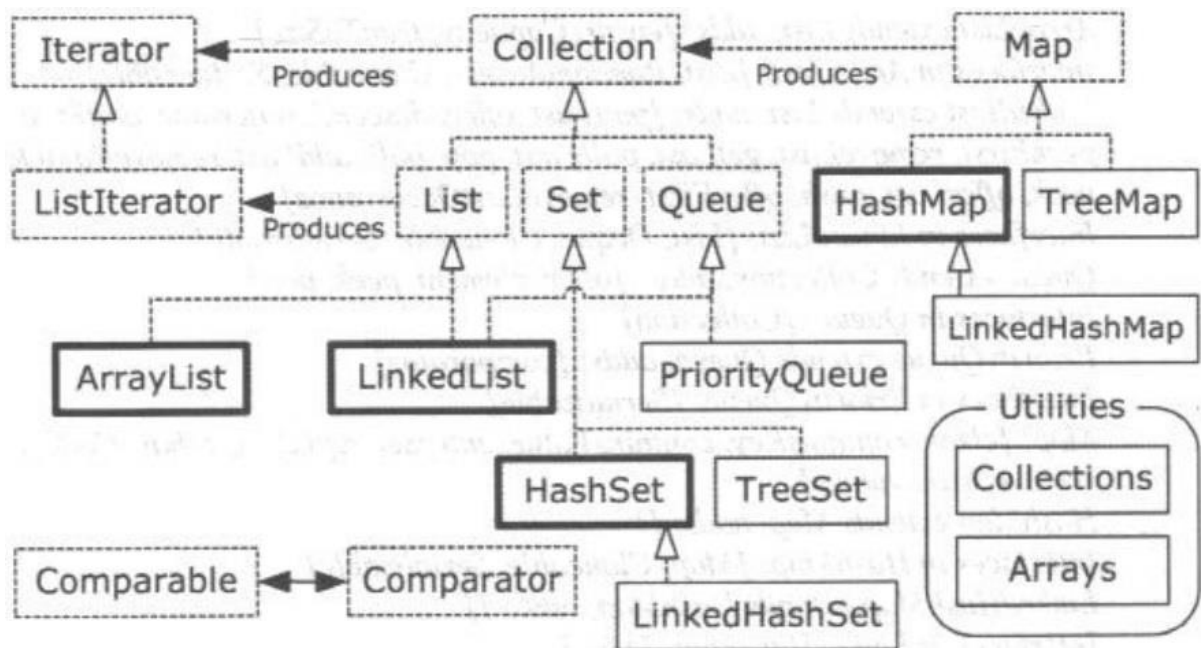 Iterator
Collection
Map
Produces
Produces
ListIterator
List
Set
Queue
HashMap
TreeMap
Produces
LinkedHashMap
ArrayList
LinkedList
PriorityQueue
Utilities
Collections
HashSet
TreeSet
Arrays
Comparable
Comparator
LinkedHashSet